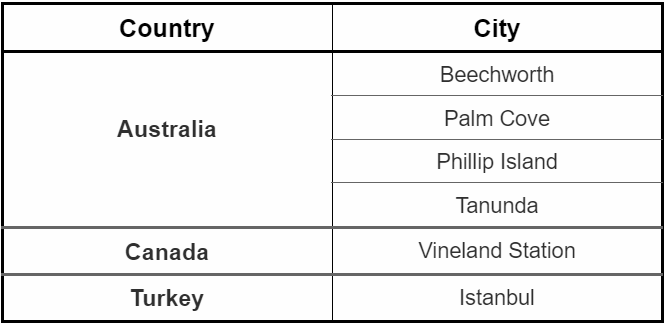 Country City
Beechworth
Palm Cove
Australia
Phillip Island
Tanunda
Canada Vineland Station
Turkey Istanbul